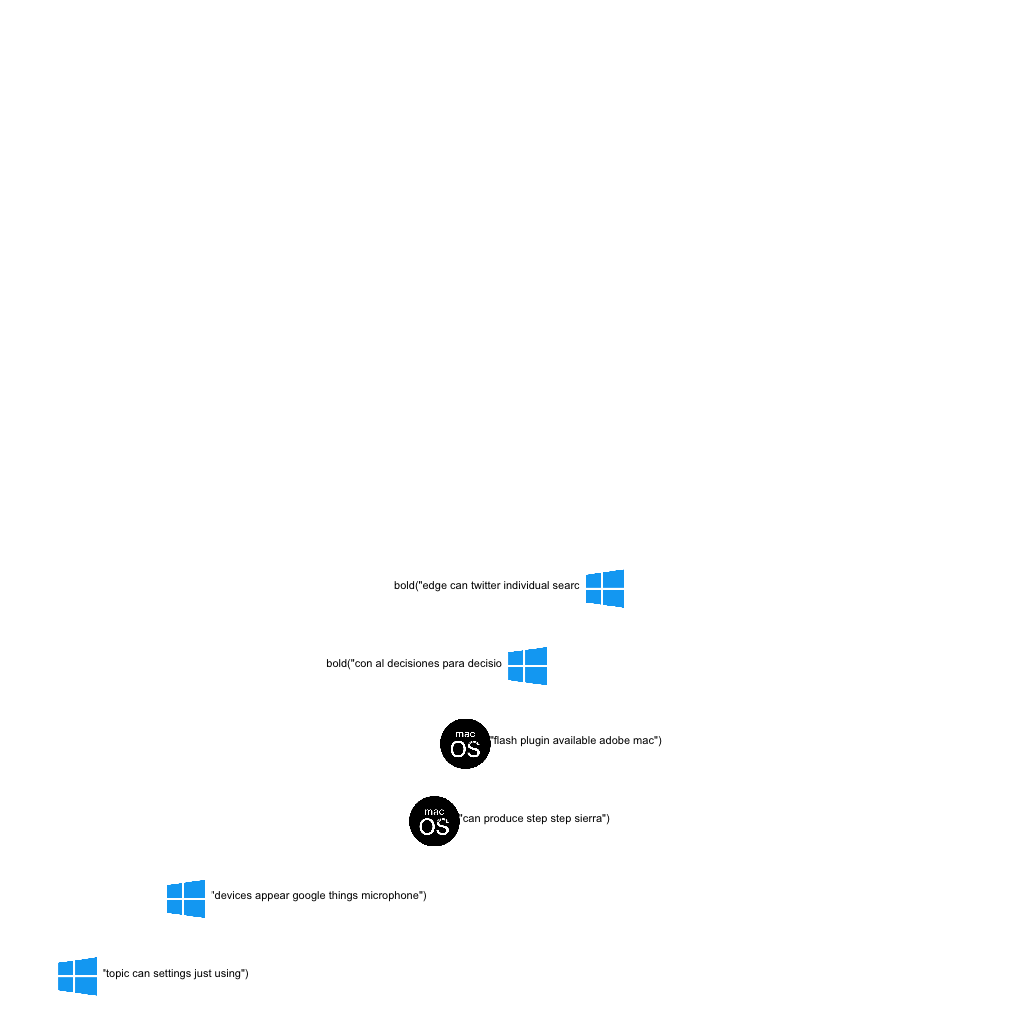 bold("edge can twitter individual searc
bold("con al decisiones para decisio
mac
OS
"flash plugin available adobe mac")
mac
OS
"can produce step step sierra")
"devices appear google things microphone")
"topic can settings just using")